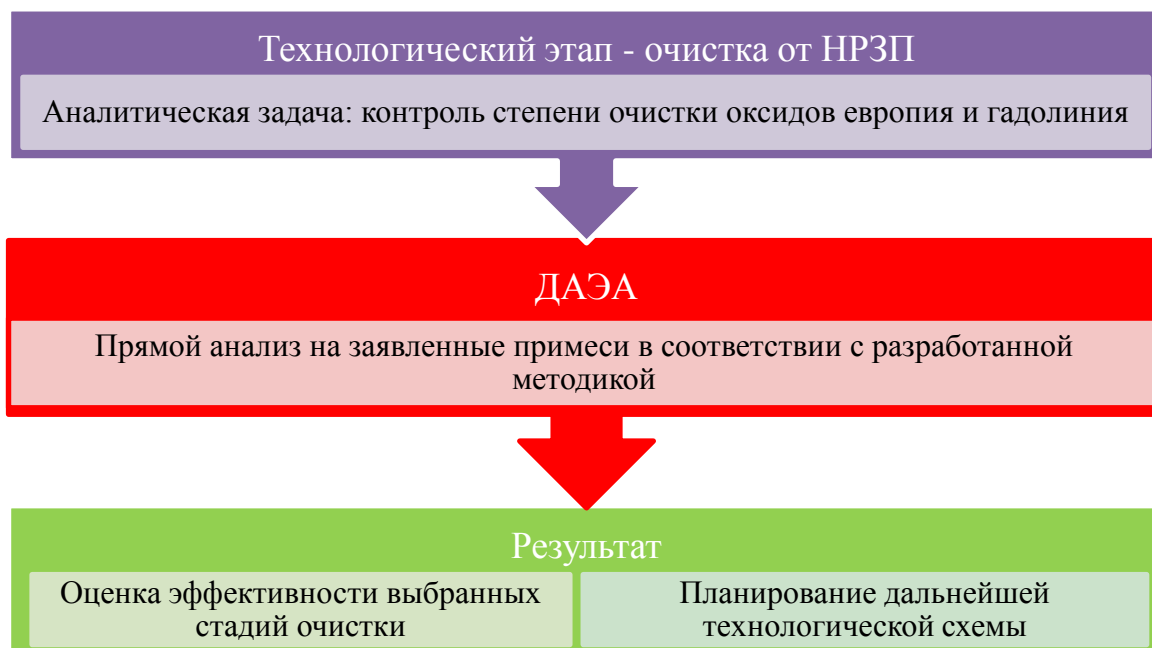 Технологический этап - очистка от НРЗП
Аналитическая задача: контроль степени очистки оксидов европия и гадолиния
ДАЭА
Прямой анализ на заявленные примеси в соответствии с разработанной
методикой
Результат
Оценка эффективности выбранных
стадий очистки
Планирование дальнейшей
технологической схемы